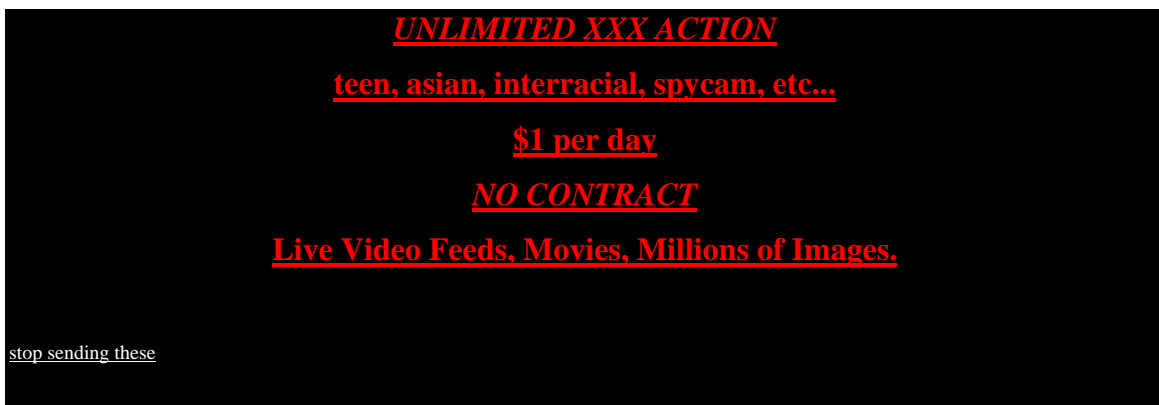 UNLIMITED XXX ACTION
teen, asian, interracial, spycam, etc...
$1 per day
NO CONTRACT
Live Video Feeds, Movies, Millions of Images.
stop sending these